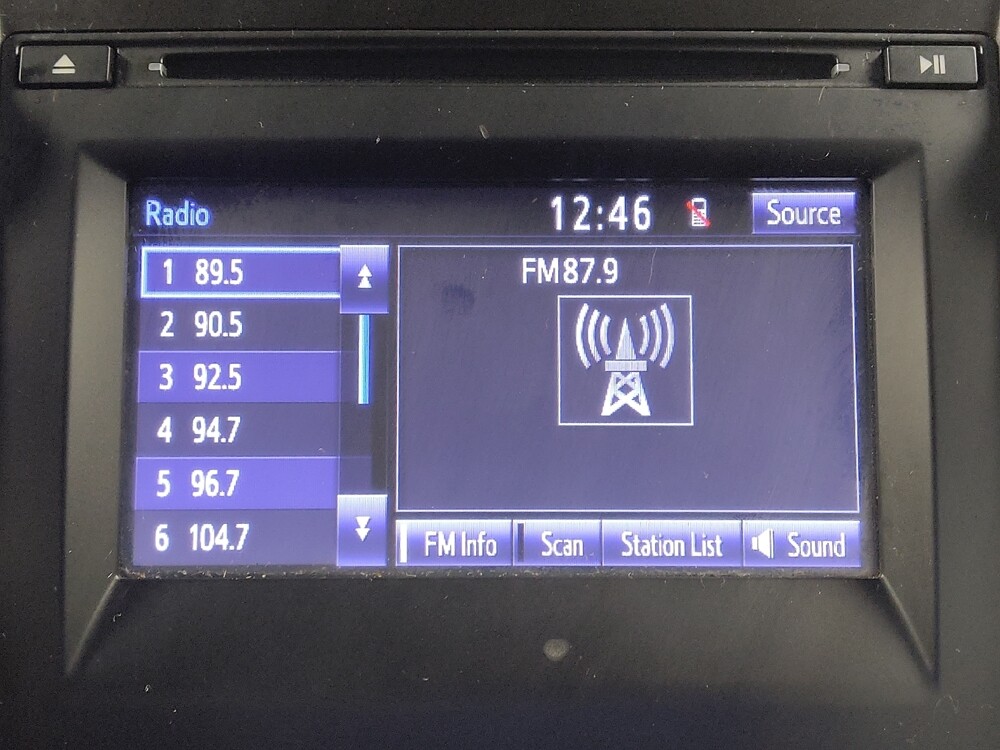 Radio 12:46 Source
1 89.5
2 90.5
3 92.5
4 94.7
5 96.7
6 104.7
FM87.9
FM Info Scan Station List Sound